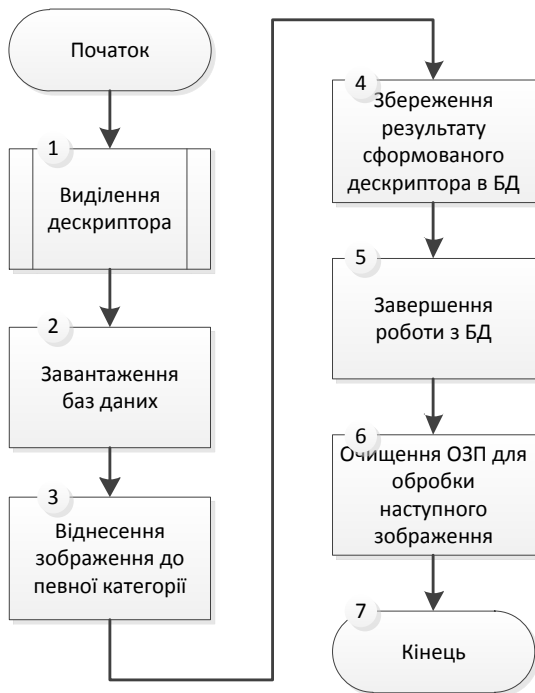 Початок
1
Виділення
дескриптора
2
Завантаження
баз даних
3
Віднесення
зображення до
певної категорії
4
Збереження
результату
сформованого
дескриптора в БД
5
Завершення
роботи з БД
6
Очищення ОЗП для
обробки
наступного
зображення
7
Кінець